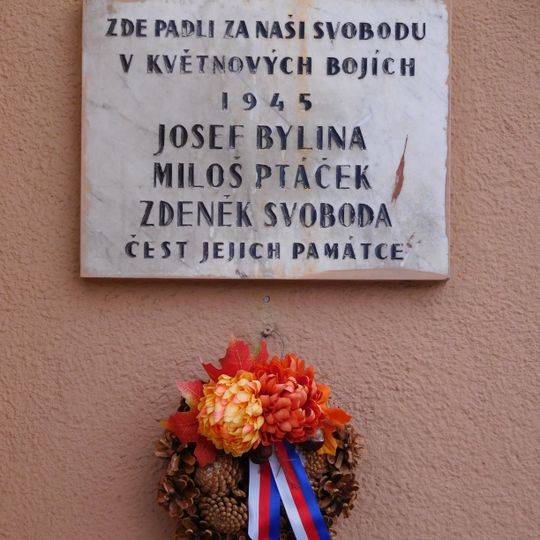 ZDE PADLI ZA NAŠI SVOBODU
V KVĚTNOVÝCH BOJÍCH
1945
JOSEF BYLINA
MILOŠ PTÁČEK
ZDENĚK SVOBODA
ČEST JEJICH PAMÁTCE